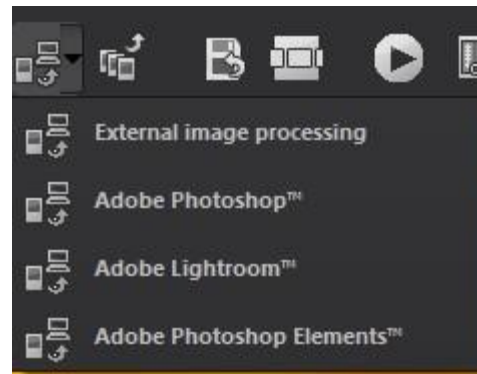 External image processing
Adobe Photoshop™
Adobe Lightroom™
Adobe Photoshop Elements™